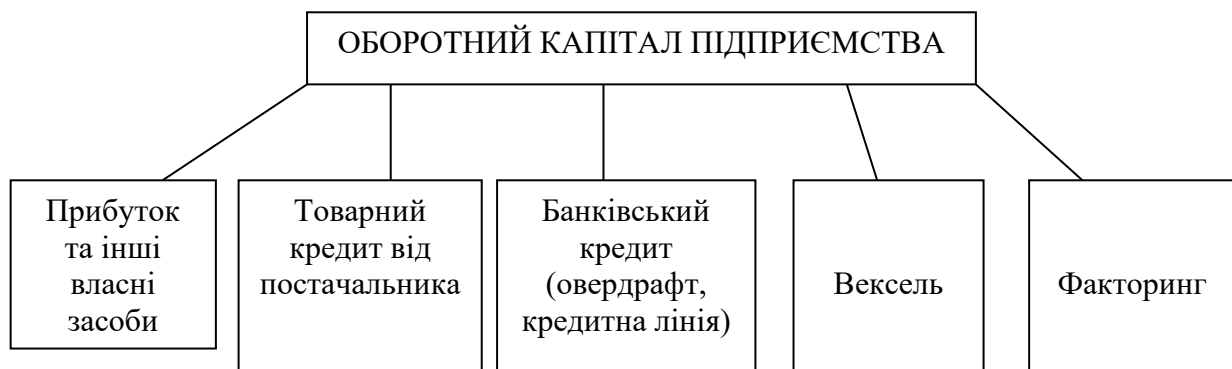 ОБОРОТНИЙ КАПІТАЛ ПІДПРИЄМСТВА
Прибуток
та інші
власні
засоби
Товарний
кредит від
постачальника
Банківський
кредит
(овердрафт,
кредитна лінія)
Вексель
Факторинг